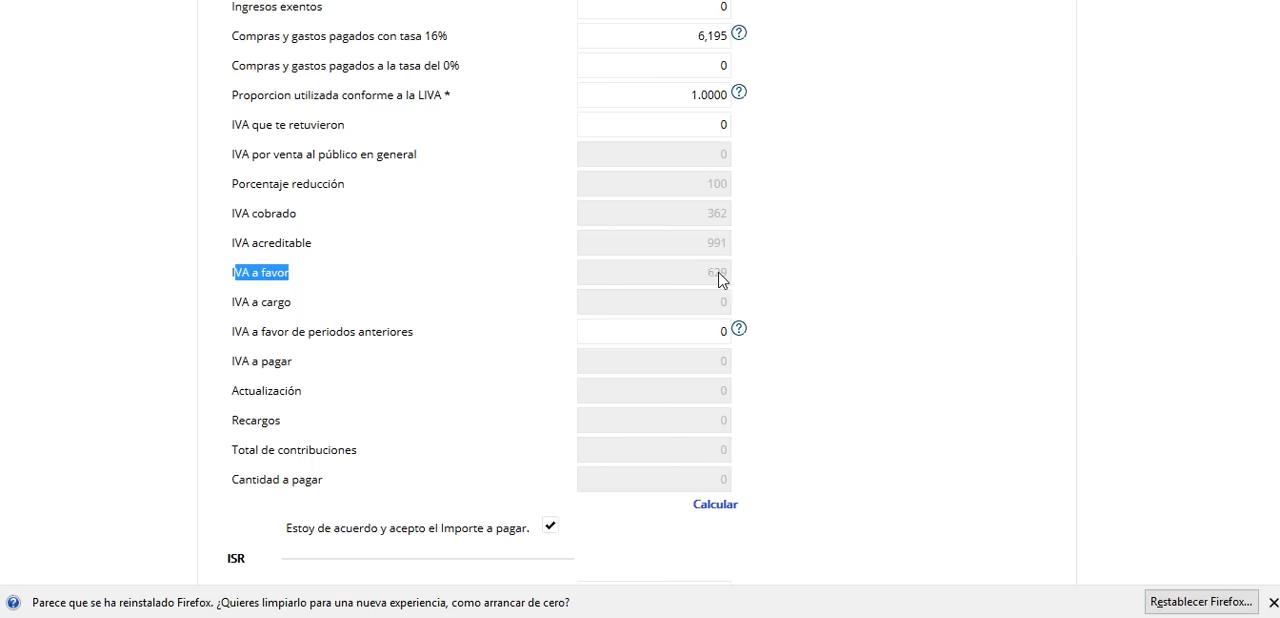 Ingresos exentos 0
Compras y gastos pagados con tasa 16% 6,195 ?
Compras y gastos pagados a la tasa del 0% 0
Proporcion utilizada conforme a la LIVA * 1.0000 ?
IVA que te retuvieron 0
IVA por venta al público en general 0
Porcentaje reducción 100
IVA cobrado 362
IVA acreditable 991
IVA a favor 629
IVA a cargo 0
IVA a favor de periodos anteriores 0 ?
IVA a pagar 0
Actualización 0
Recargos 0
Total de contribuciones 0
Cantidad a pagar 0
Calcular
Estoy de acuerdo y acepto el Importe a pagar.
ISR
Parece que se ha reinstalado Firefox. ¿Quieres limpiarlo para una nueva experiencia, como arrancar de cero? Restablecer Firefox...